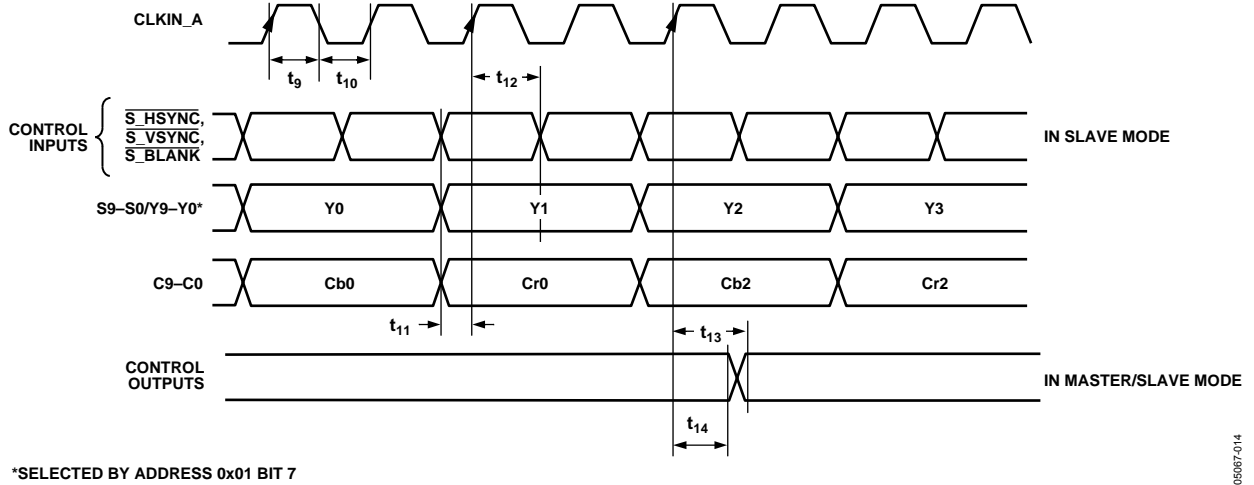 CLKIN_A
t9
t10
t12
CONTROL
INPUTS
S_HSYNC,
S_VSYNC,
S_BLANK
IN SLAVE MODE
S9–S0/Y9–Y0*
Y0
Y1
Y2
Y3
C9–C0
Cb0
Cr0
Cb2
Cr2
t11
t13
CONTROL
OUTPUTS
IN MASTER/SLAVE MODE
t14
*SELECTED BY ADDRESS 0x01 BIT 7
05067-014